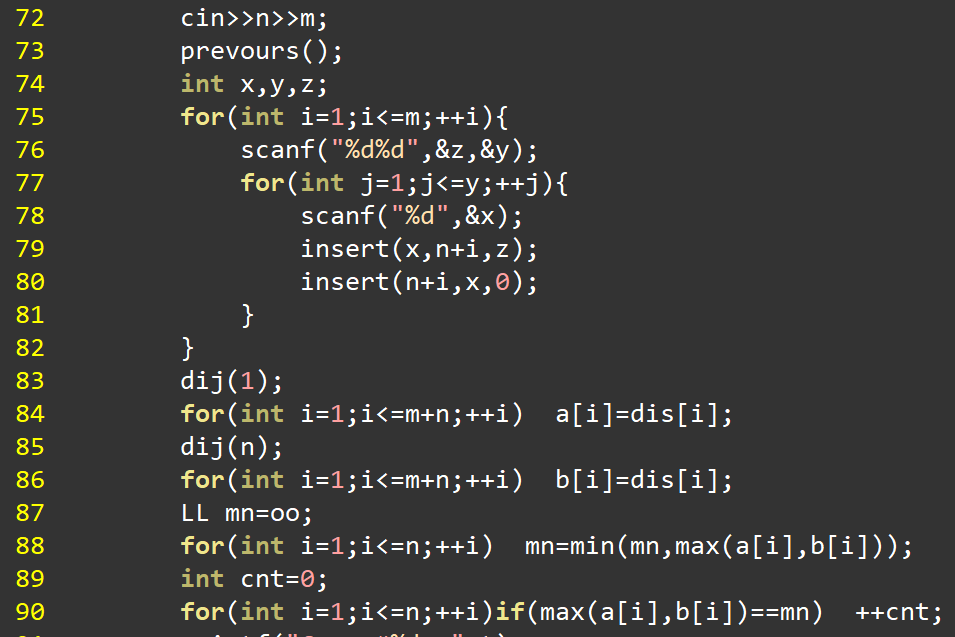 72 cin>>n>>m;
73 prevours();
74 int x,y,z;
75 for(int i=1;i<=m;++i){
76 scanf("%d%d",&z,&y);
77 for(int j=1;j<=y;++j){
78 scanf("%d",&x);
79 insert(x,n+i,z);
80 insert(n+i,x,0);
81 }
82 }
83 dij(1);
84 for(int i=1;i<=m+n;++i)  a[i]=dis[i];
85 dij(n);
86 for(int i=1;i<=m+n;++i)  b[i]=dis[i];
87 LL mn=oo;
88 for(int i=1;i<=n;++i)  mn=min(mn,max(a[i],b[i]));
89 int cnt=0;
90 for(int i=1;i<=n;++i)if(max(a[i],b[i])==mn)  ++cnt;